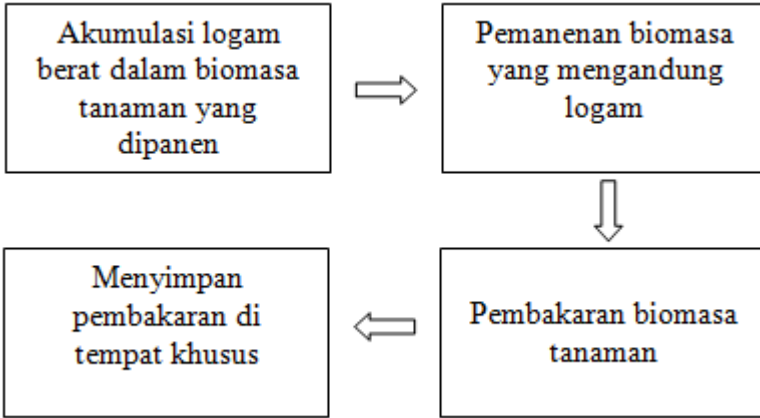 Akumulasi logam
berat dalam biomasa
tanaman yang
dipanen
Pemanenan biomasa
yang mengandung
logam
Pembakaran biomasa
tanaman
Menyimpan
pembakaran di
tempat khusus